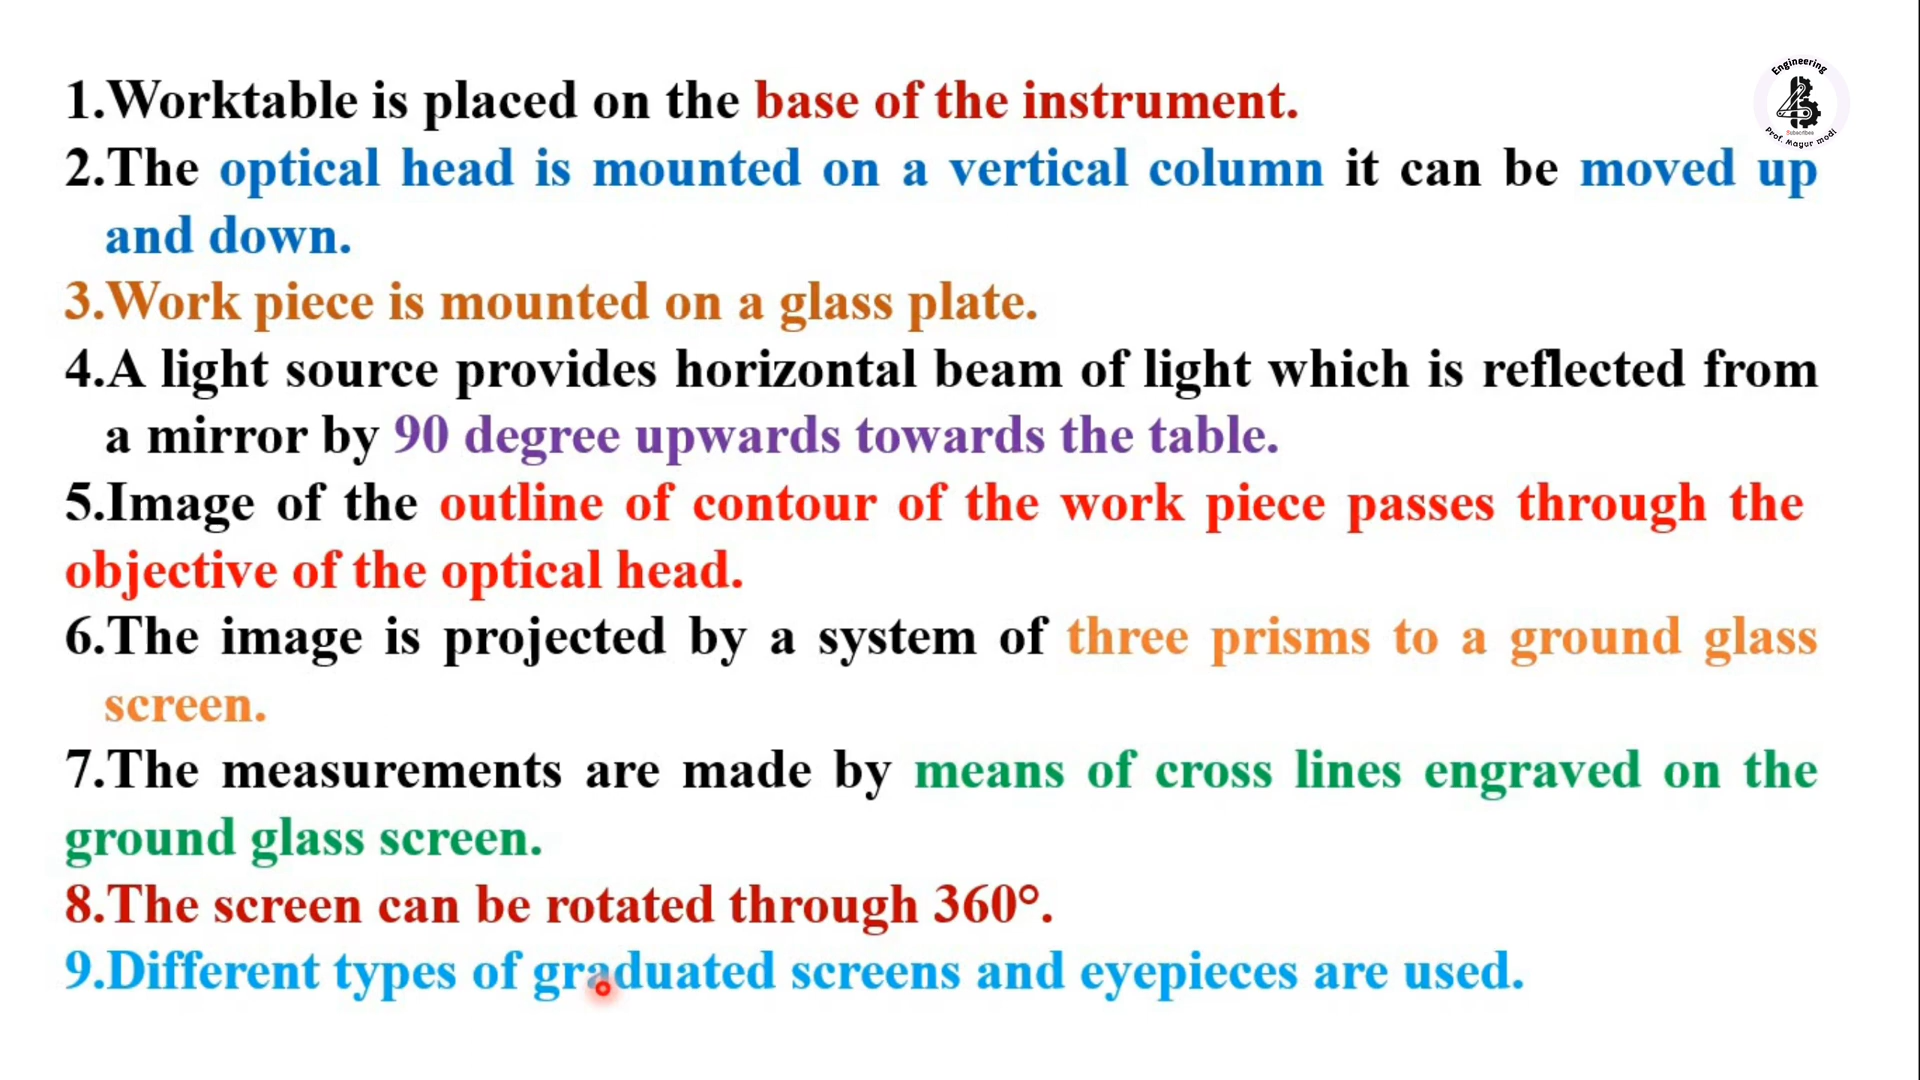 1.Worktable is placed on the base of the instrument.
2.The optical head is mounted on a vertical column it can be moved up
and down.
3.Work piece is mounted on a glass plate.
4.A light source provides horizontal beam of light which is reflected from
a mirror by 90 degree upwards towards the table.
5.Image of the outline of contour of the work piece passes through the
objective of the optical head.
6.The image is projected by a system of three prisms to a ground glass
screen.
7.The measurements are made by means of cross lines engraved on the
ground glass screen.
8.The screen can be rotated through 360°.
9.Different types of graduated screens and eyepieces are used.
Engineering
Subscribes
Prof. Mayur modi